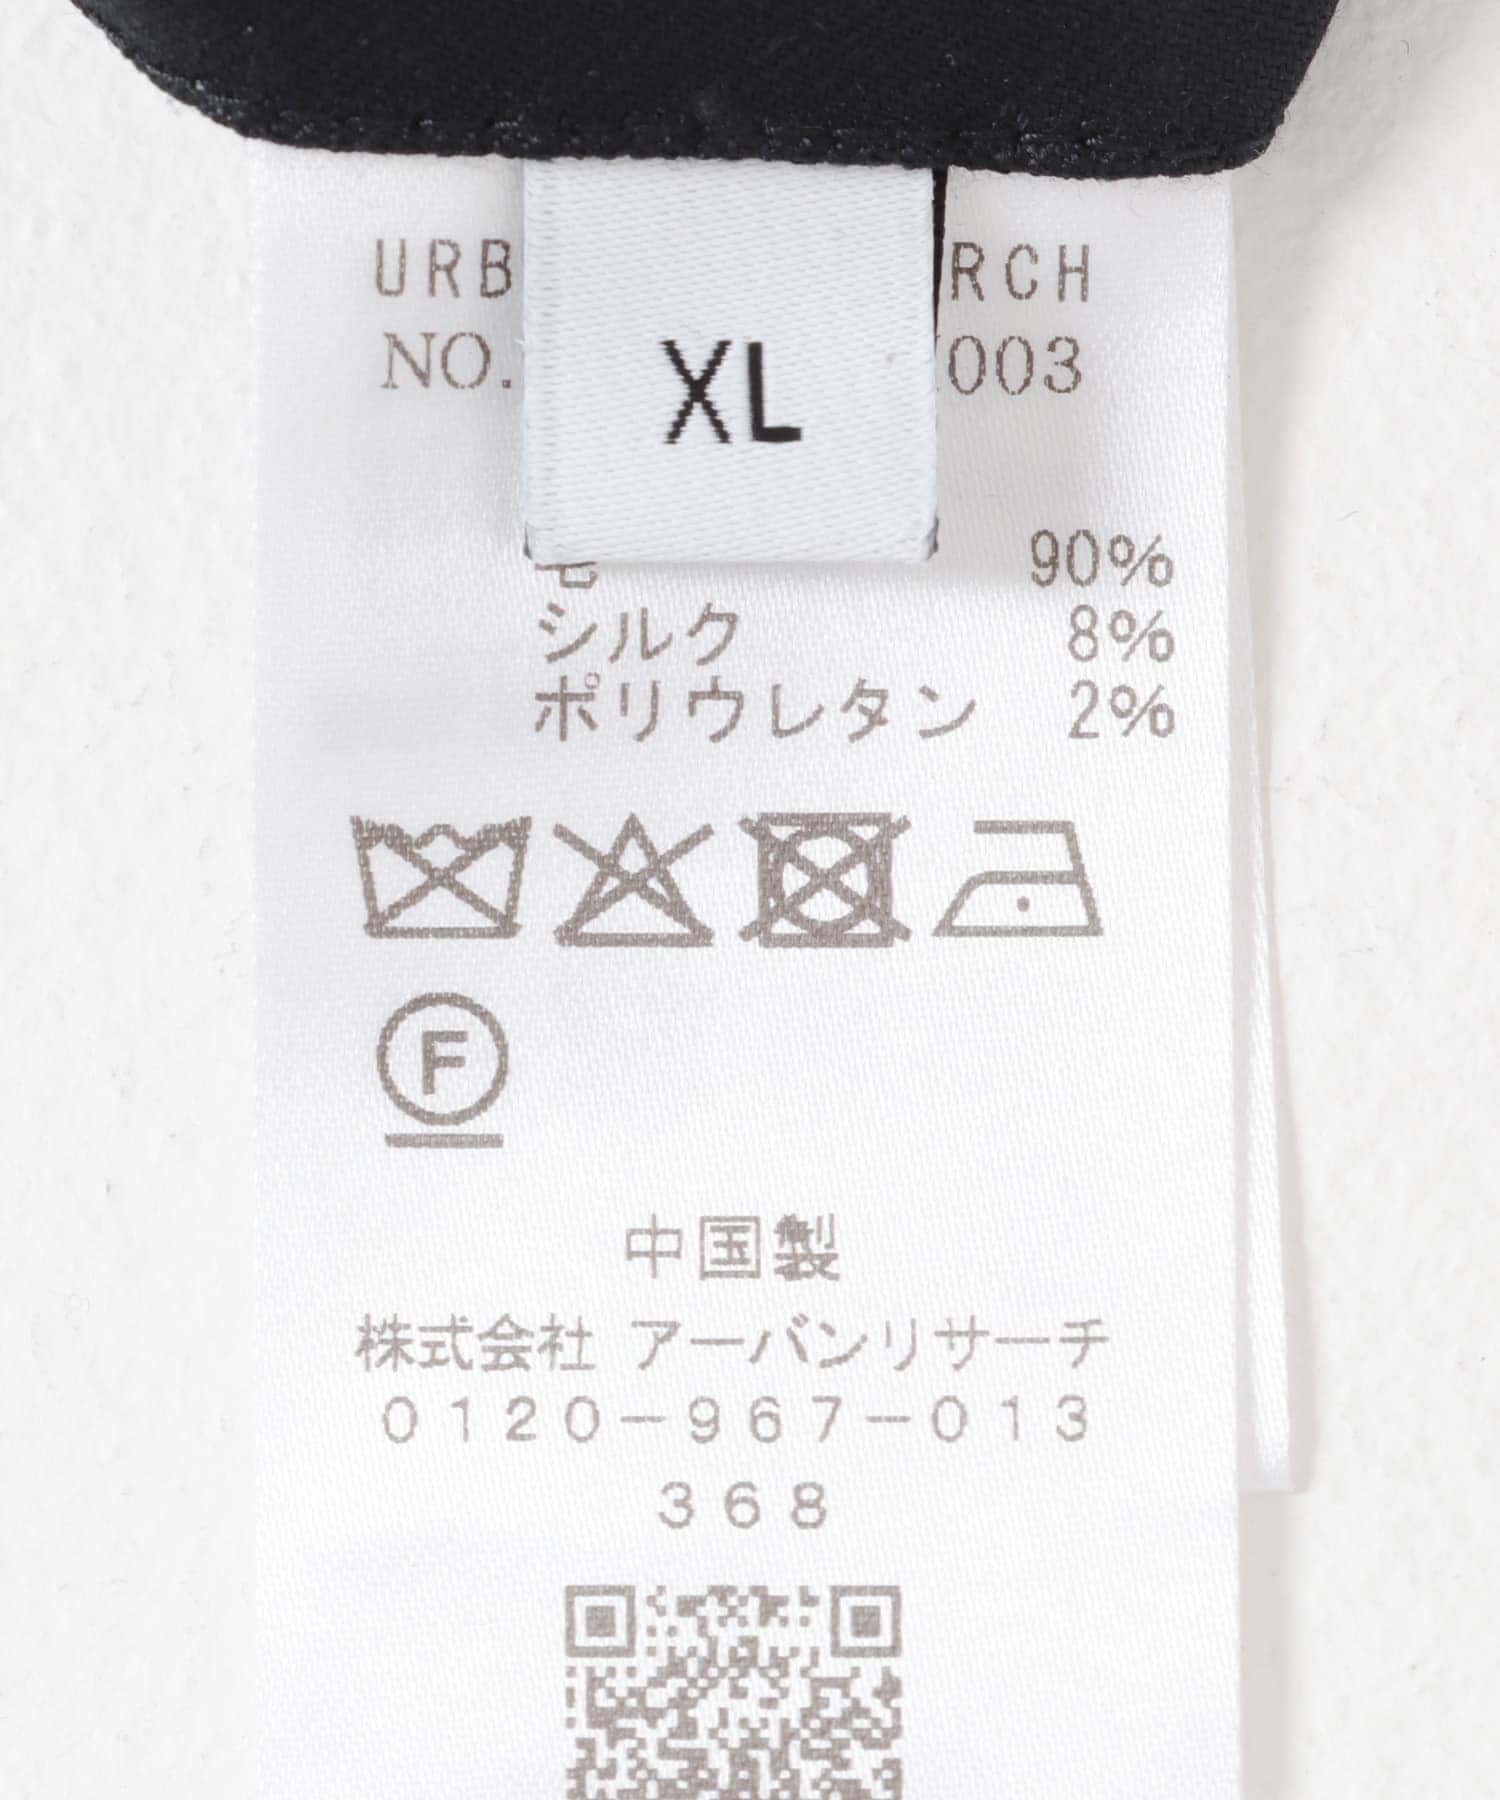 URB RCH
NO. 003
XL
毛 90%
シルク 8%
ポリウレタン 2%
F
中国製
株式会社 アーバンリサーチ
0120-967-013
368